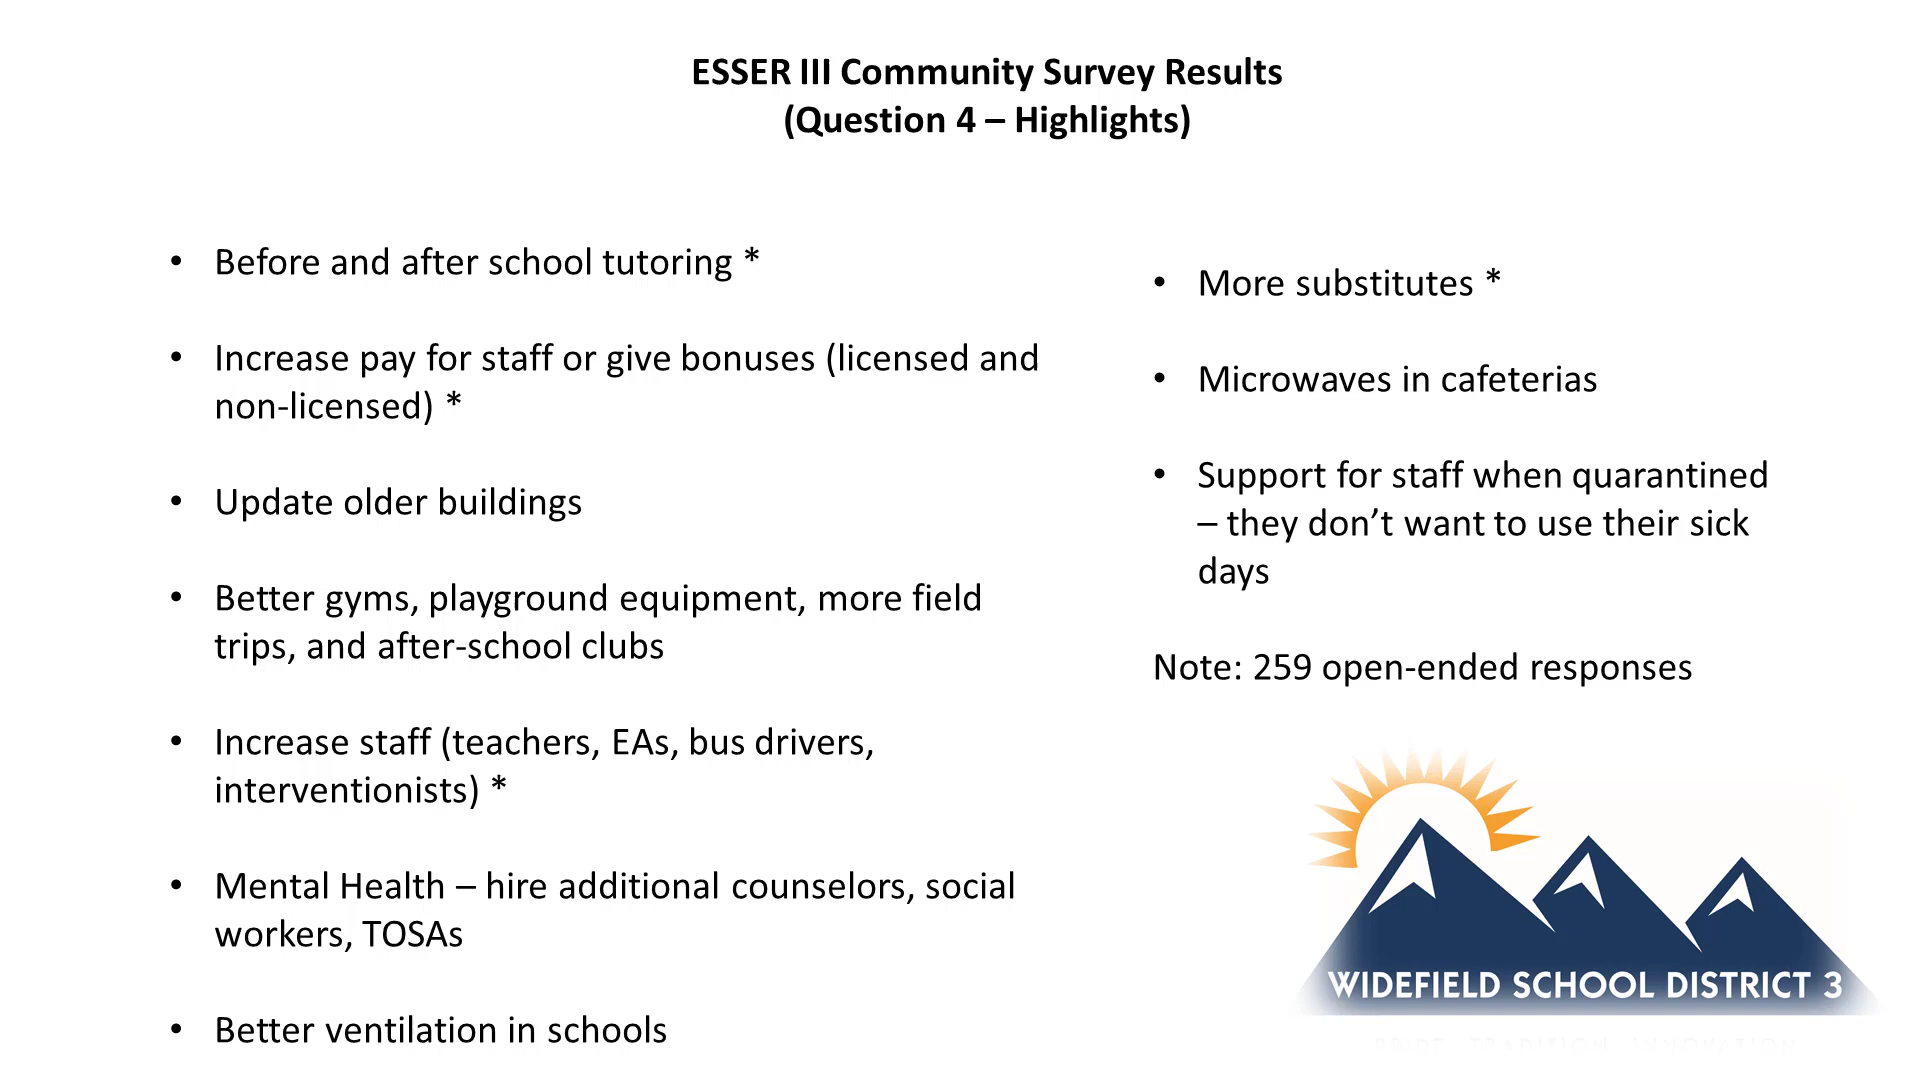 ESSER III Community Survey Results
(Question 4 – Highlights)
• Before and after school tutoring *
• Increase pay for staff or give bonuses (licensed and
non-licensed) *
• Update older buildings
• Better gyms, playground equipment, more field
trips, and after-school clubs
• Increase staff (teachers, EAs, bus drivers,
interventionists) *
• Mental Health – hire additional counselors, social
workers, TOSAs
• Better ventilation in schools
• More substitutes *
• Microwaves in cafeterias
• Support for staff when quarantined
– they don’t want to use their sick
days
Note: 259 open-ended responses
WIDEFIELD SCHOOL DISTRICT 3
PRIDE TRADITION INNOVATION